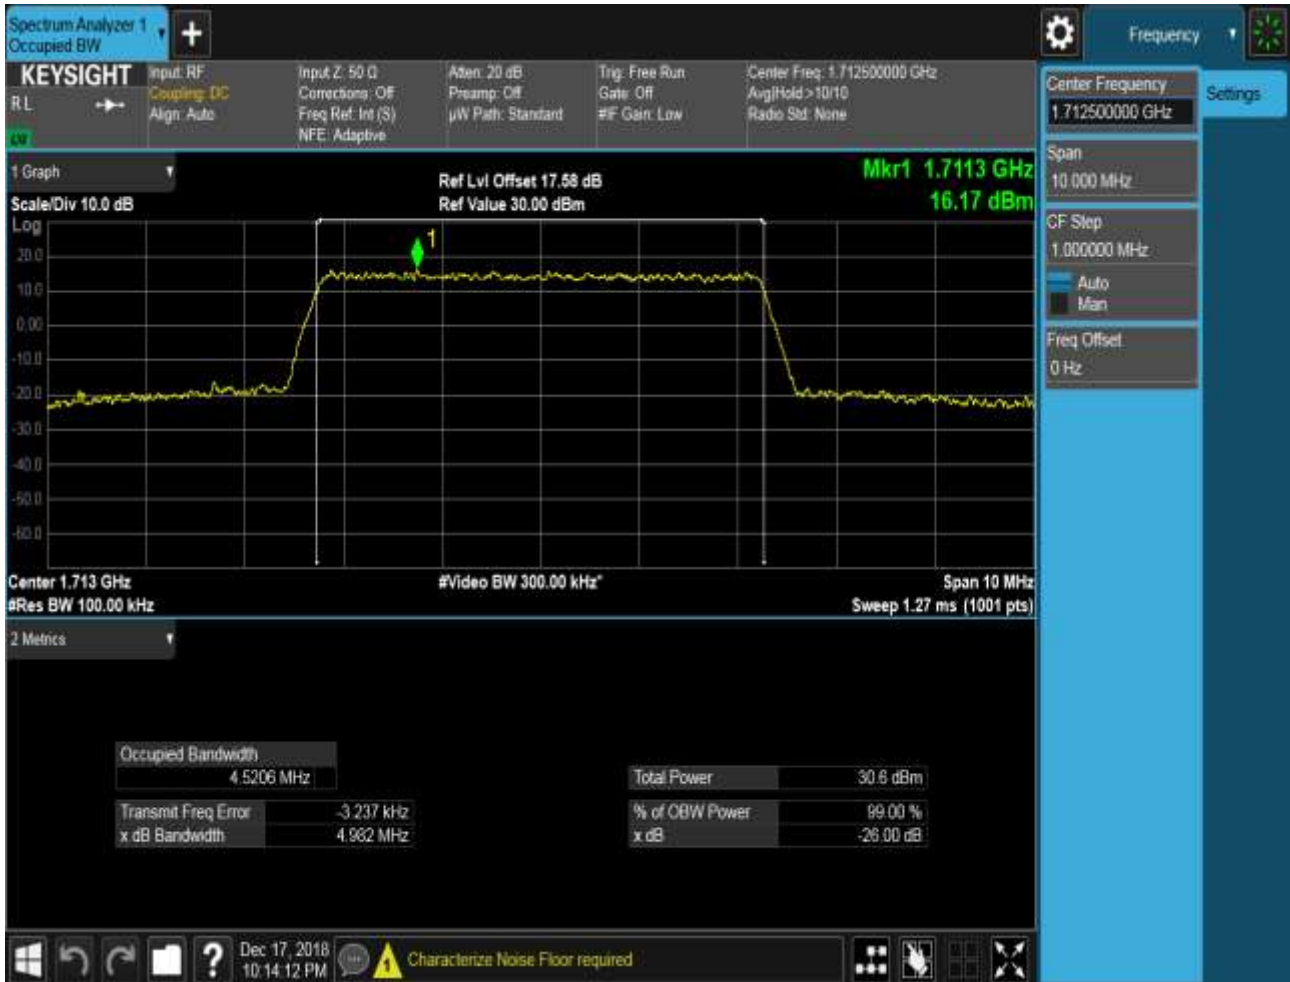 Spectrum Analyzer 1
Occupied BW
Frequency
KEYSIGHT
RL
Input: RF
Coupling: DC
Align: Auto
Input Z: 50 Ω
Corrections: Off
Freq Ref: Int (S)
NFE: Adaptive
Atten: 20 dB
Preamp: Off
µW Path: Standard
Trig: Free Run
Gate: Off
#IF Gain: Low
Center Freq: 1.712500000 GHz
Avg|Hold:>10/10
Radio Std: None
Center Frequency
1.712500000 GHz
Settings
Span
10.000 MHz
CF Step
1.000000 MHz
Auto
Man
Freq Offset
0 Hz
1 Graph
Scale/Div 10.0 dB
Ref Lvl Offset 17.58 dB
Ref Value 30.00 dBm
Mkr1 1.7113 GHz
16.17 dBm
Log
1
20.0
10.0
0.00
-10.0
-20.0
-30.0
-40.0
-50.0
-60.0
Center 1.713 GHz
#Video BW 300.00 kHz*
Span 10 MHz
#Res BW 100.00 kHz
Sweep 1.27 ms (1001 pts)
2 Metrics
Occupied Bandwidth
4.5206 MHz
Total Power 30.6 dBm
Transmit Freq Error -3.237 kHz
% of OBW Power 99.00 %
x dB Bandwidth 4.982 MHz
x dB -26.00 dB
?
Dec 17, 2018
10:14:12 PM
1
Characterize Noise Floor required